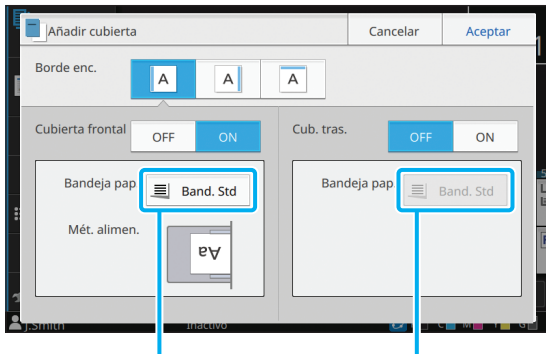 Añadir cubierta
Cancelar
Aceptar
Borde enc.
A
A
A
Cubierta frontal
OFF
ON
Cub. tras.
OFF
ON
Bandeja pap
Band. Std
Bandeja pap
Band. Std
Mét. alimen.
Aa
J.Smith
Inactivo
C
M
Y
G